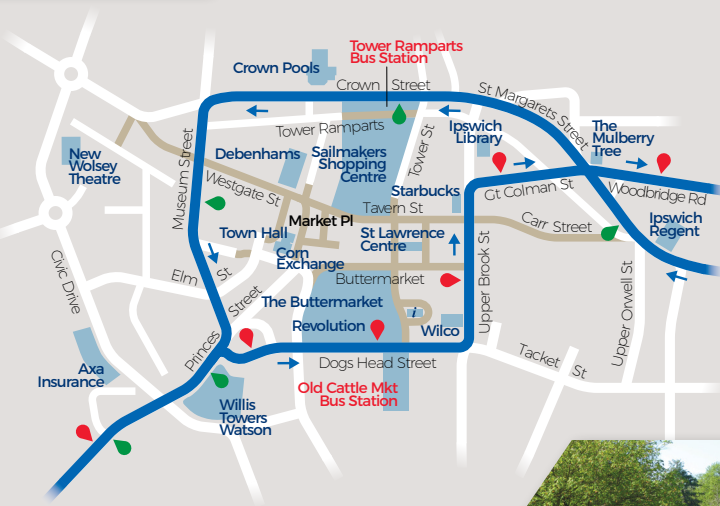 Tower Ramparts
Bus Station
Crown Pools
Crown Street
St Margarets Street
Tower Ramparts
Ipswich
Library
The
Mulberry
Tree
New
Wolsey
Theatre
Museum Street
Debenhams
Sailmakers
Shopping
Centre
Tower St
Westgate St
Starbucks
Gt Colman St
Woodbridge Rd
Market Pl
Tavern St
Carr Street
Ipswich
Regent
Town Hall
St Lawrence
Centre
Corn
Exchange
Civic Drive
Elm St
Buttermarket
Upper Brook St
Upper Orwell St
Princes Street
The Buttermarket
Revolution
i
Wilco
Dogs Head Street
Tacket St
Axa
Insurance
Old Cattle Mkt
Bus Station
Willis
Towers
Watson